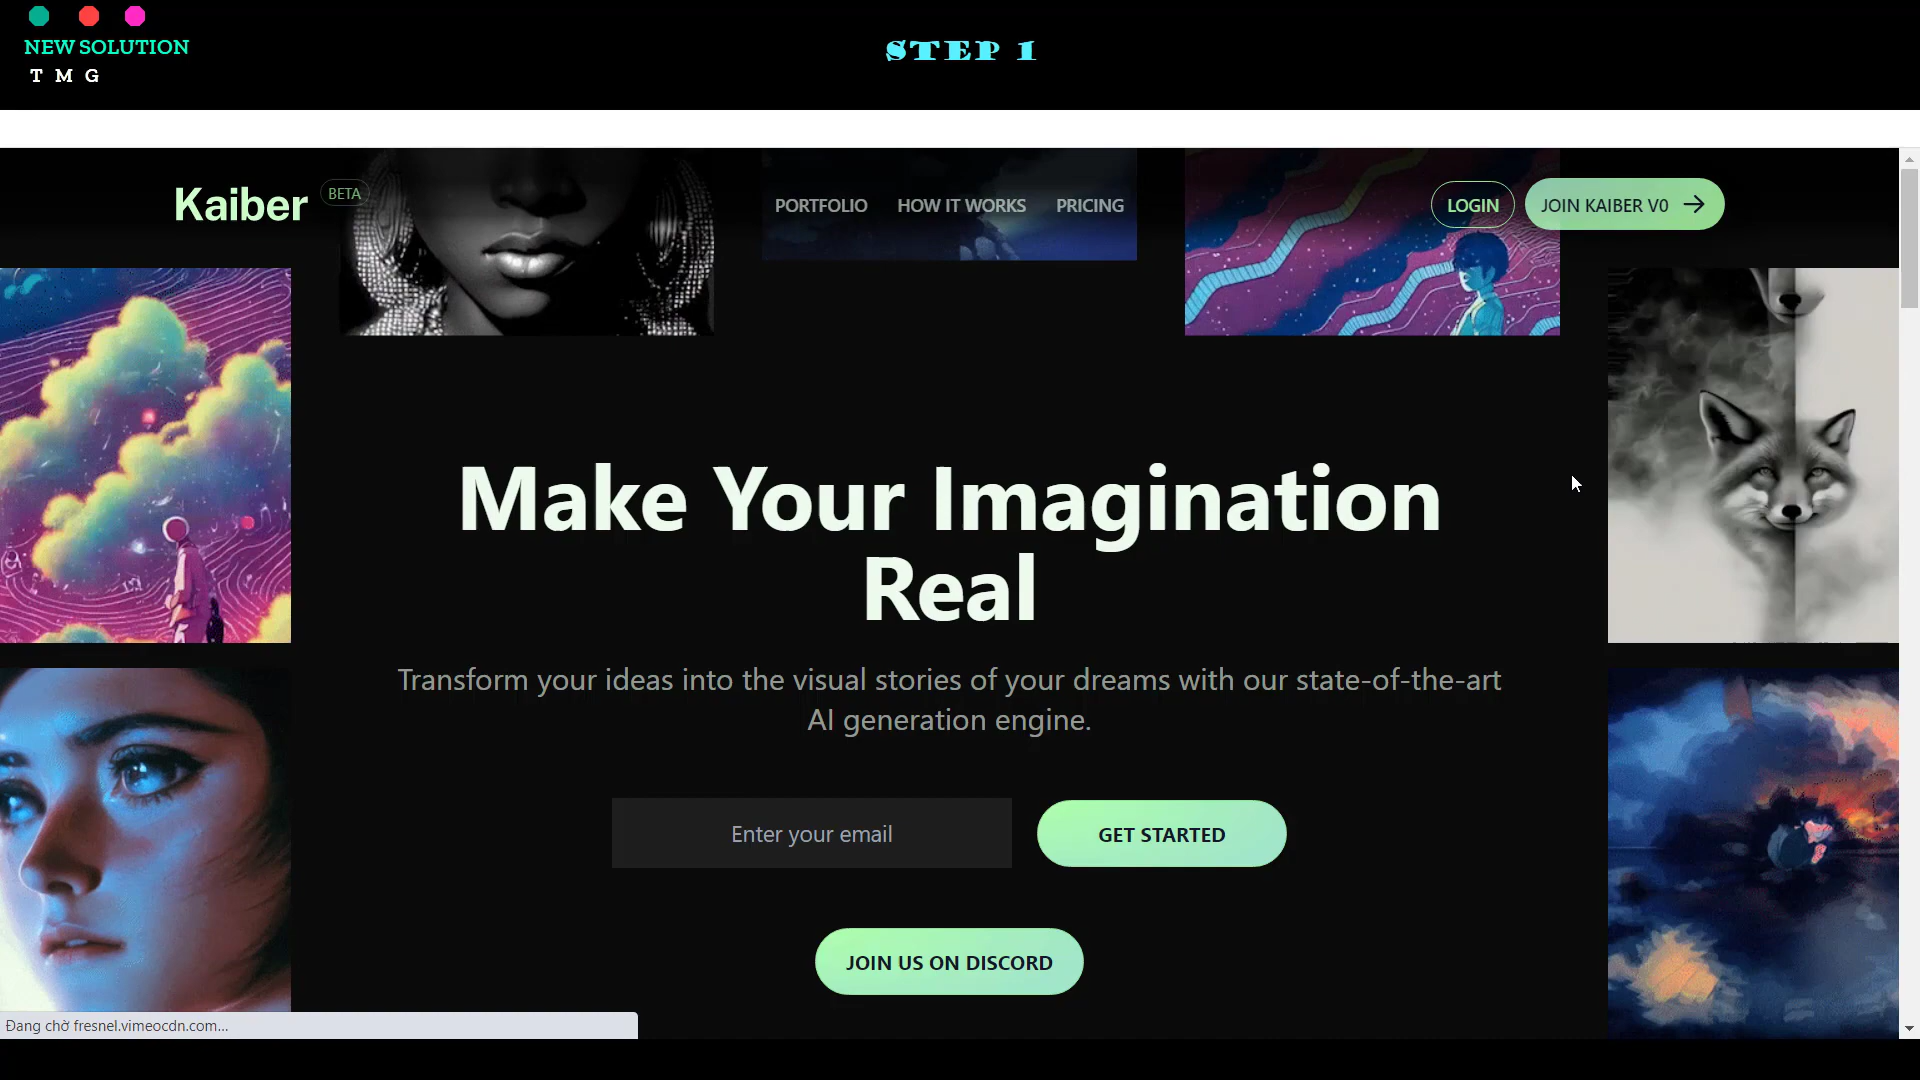 NEW SOLUTION
T M G
STEP 1
Kaiber
BETA
PORTFOLIO
HOW IT WORKS
PRICING
LOGIN
JOIN KAIBER V0
Make Your Imagination
Real
Transform your ideas into the visual stories of your dreams with our state-of-the-art
AI generation engine.
Enter your email
GET STARTED
JOIN US ON DISCORD
Đang chờ fresnel.vimeocdn.com...